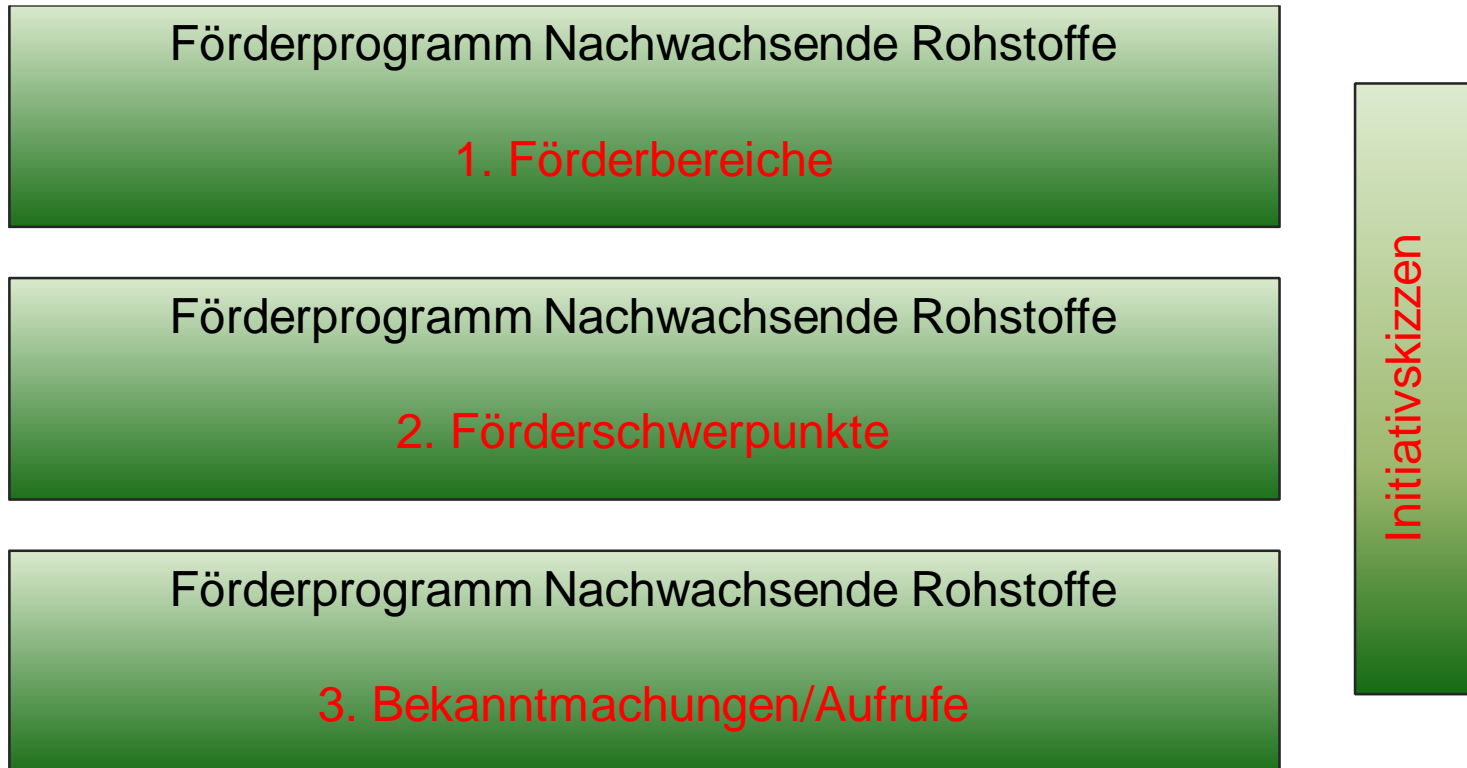 Förderprogramm Nachwachsende Rohstoffe
1. Förderbereiche
Förderprogramm Nachwachsende Rohstoffe
2. Förderschwerpunkte
Förderprogramm Nachwachsende Rohstoffe
3. Bekanntmachungen/Aufrufe
Initiativskizzen